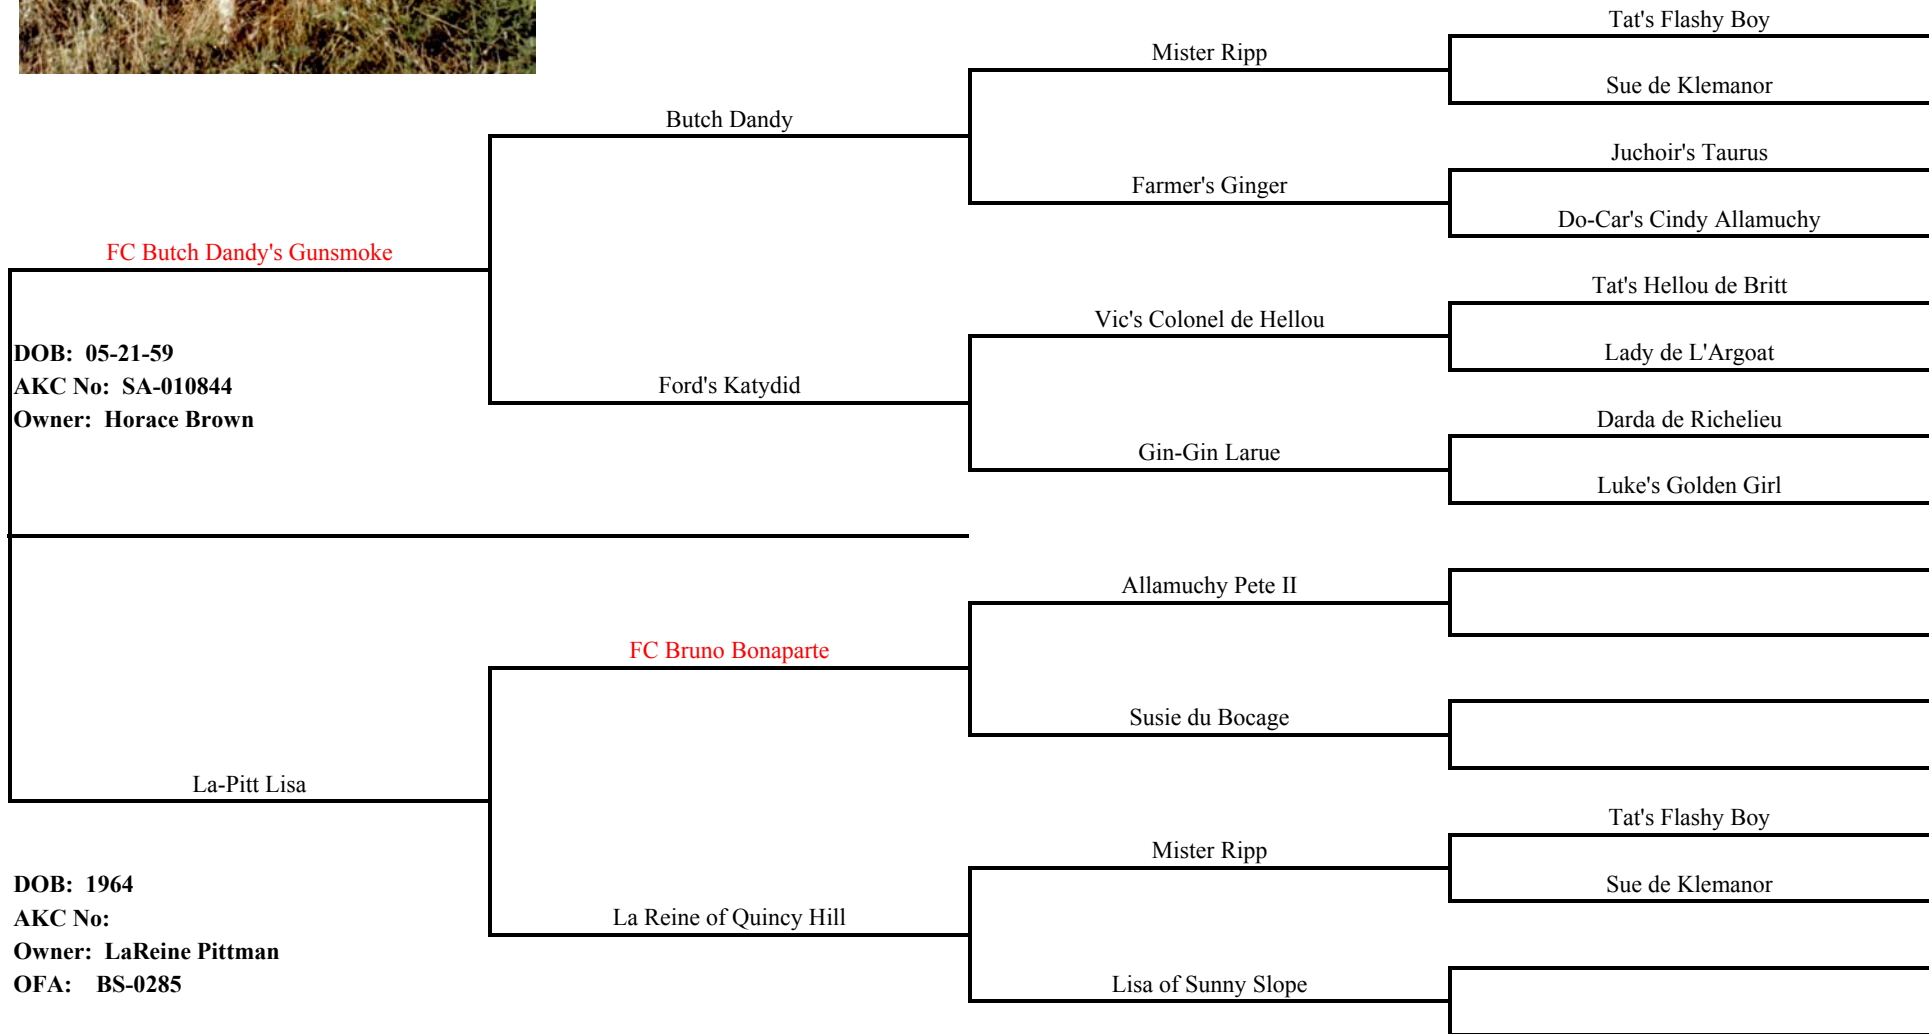 Tat's Flashy Boy
Mister Ripp
Sue de Klemanor
Butch Dandy
Juchoir's Taurus
Farmer's Ginger
Do-Car's Cindy Allamuchy
FC Butch Dandy's Gunsmoke
Tat's Hellou de Britt
Vic's Colonel de Hellou
DOB: 05-21-59
Lady de L'Argoat
AKC No: SA-010844
Ford's Katydid
Owner: Horace Brown
Darda de Richelieu
Gin-Gin Larue
Luke's Golden Girl
Allamuchy Pete II
FC Bruno Bonaparte
Susie du Bocage
La-Pitt Lisa
Tat's Flashy Boy
Mister Ripp
DOB: 1964
Sue de Klemanor
AKC No:
La Reine of Quincy Hill
Owner: LaReine Pittman
OFA: BS-0285
Lisa of Sunny Slope